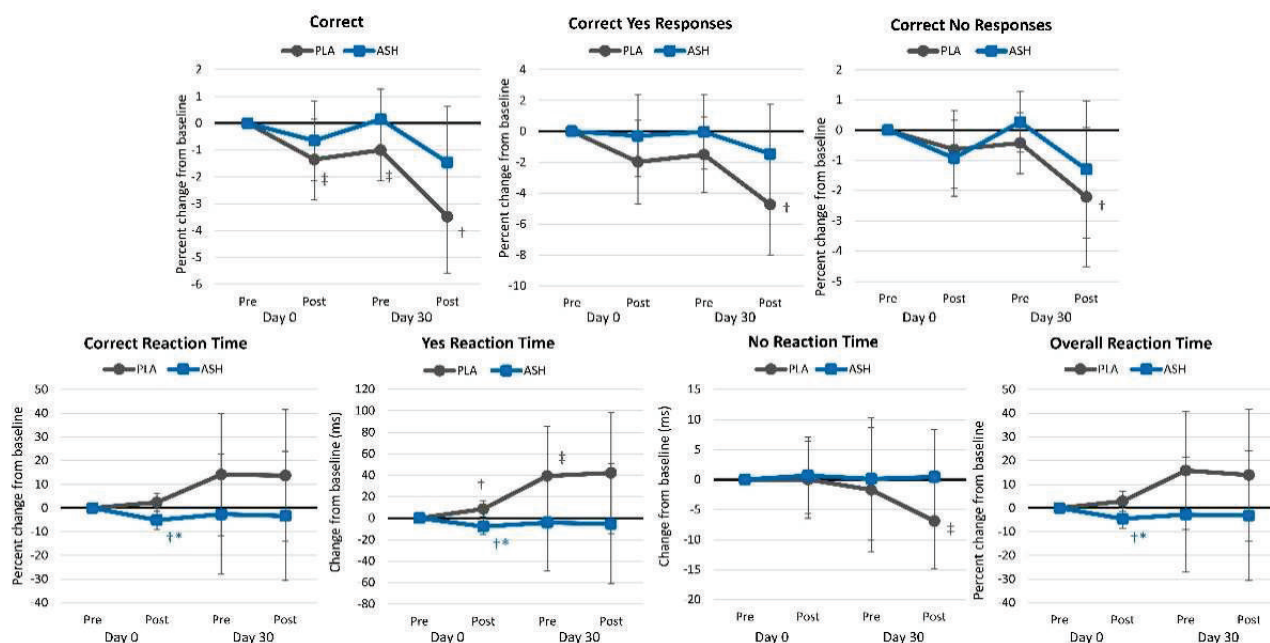 Correct
PLA ASH
Percent change from baseline
2
1
0
-1
-2
-3
-4
-5
-6
‡ ‡ †
Pre Post Pre Post
Day 0 Day 30
Correct Yes Responses
PLA ASH
Percent change from baseline
4
2
0
-2
-4
-6
-8
-10
†
Pre Post Pre Post
Day 0 Day 30
Correct No Responses
PLA ASH
Percent change from baseline
2
1
0
-1
-2
-3
-4
-5
†
Pre Post Pre Post
Day 0 Day 30
Correct Reaction Time
PLA ASH
Percent change from baseline
50
40
30
20
10
0
-10
-20
-30
-40
†*
Pre Post Pre Post
Day 0 Day 30
Yes Reaction Time
PLA ASH
Change from baseline (ms)
120
100
80
60
40
20
0
-20
-40
-60
-80
† ‡
†*
Pre Post Pre Post
Day 0 Day 30
No Reaction Time
PLA ASH
Change from baseline (ms)
15
10
5
0
-5
-10
-15
-20
‡
Pre Post Pre Post
Day 0 Day 30
Overall Reaction Time
PLA ASH
Percent change from baseline
50
40
30
20
10
0
-10
-20
-30
-40
†*
Pre Post Pre Post
Day 0 Day 30